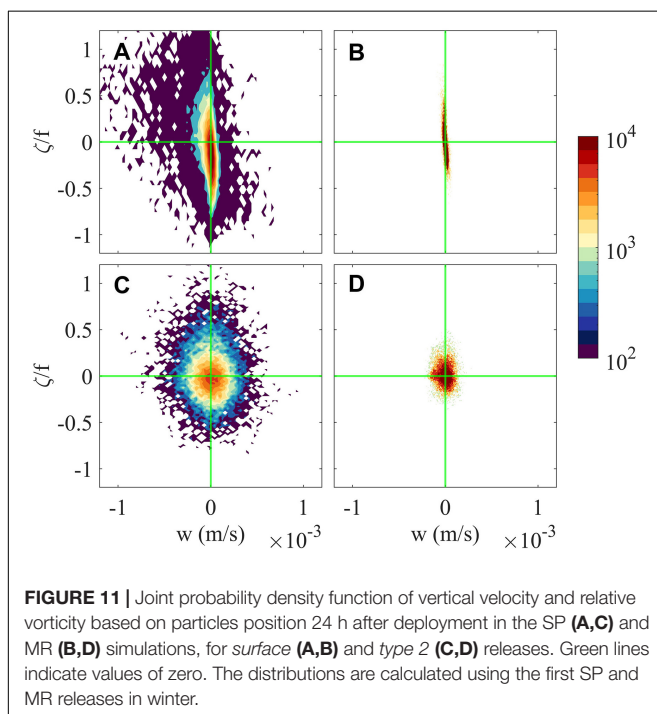 A
B
1
0.5
0
-0.5
-1
ζ/f
10^4
10^3
10^2
C
D
1
0.5
0
-0.5
-1
ζ/f
-1 0 1
w (m/s) ×10^-3
-1 0 1
w (m/s) ×10^-3
FIGURE 11 | Joint probability density function of vertical velocity and relative
vorticity based on particles position 24 h after deployment in the SP (A,C) and
MR (B,D) simulations, for surface (A,B) and type 2 (C,D) releases. Green lines
indicate values of zero. The distributions are calculated using the first SP and
MR releases in winter.